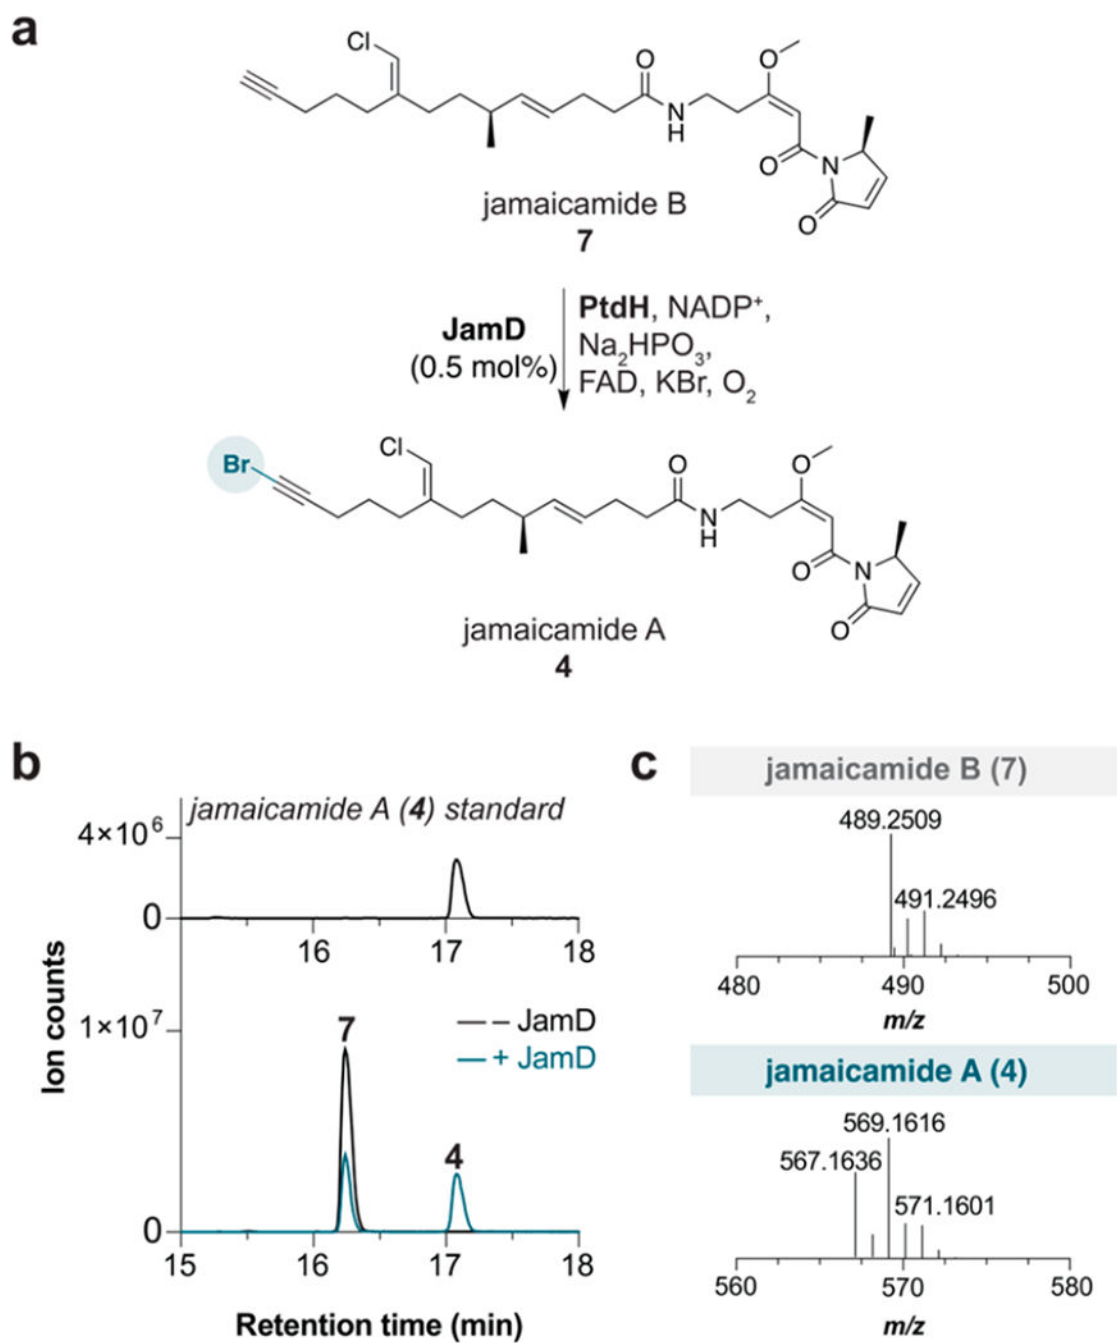 a
Cl
O
O
N
H
O
N
O
jamaicamide B
7
JamD
(0.5 mol%)
PtdH, NADP⁺,
Na₂HPO₃,
FAD, KBr, O₂
Br
Cl
O
O
N
H
O
N
O
jamaicamide A
4
b
jamaicamide A (4) standard
4×10⁶
0
16
17
18
Ion counts
1×10⁷
7
— − JamD
— + JamD
4
0
15
16
17
18
Retention time (min)
c
jamaicamide B (7)
489.2509
491.2496
480
490
500
m/z
jamaicamide A (4)
569.1616
567.1636
571.1601
560
570
580
m/z